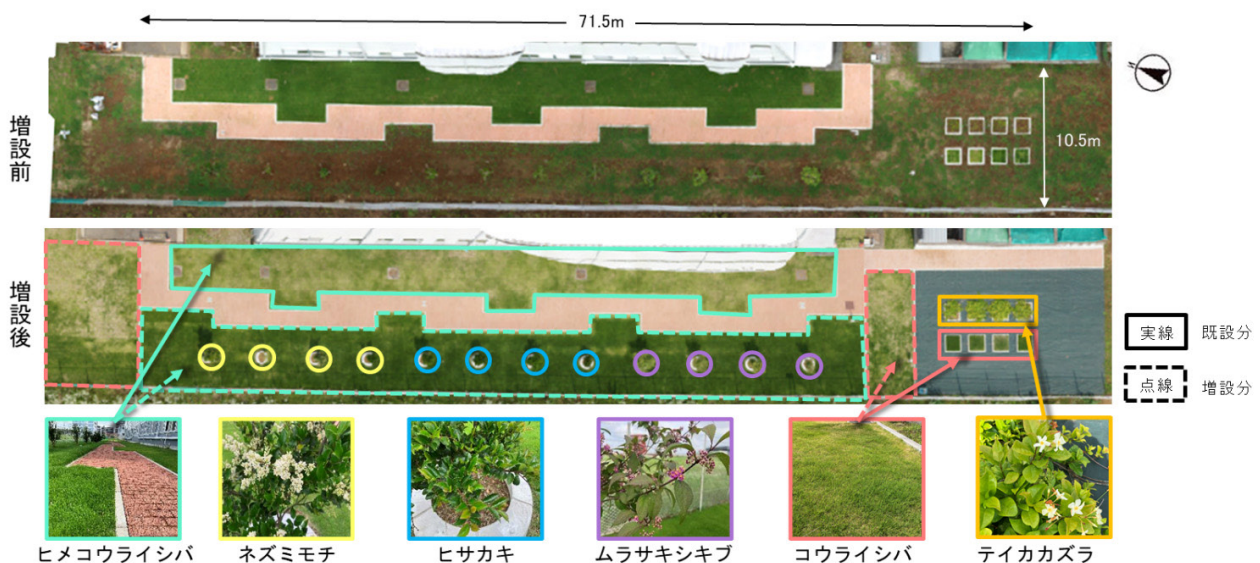 71.5m
増設前
10.5m
増設後
実線 既設分
点線 増設分
ヒメコウライシバ ネズミモチ ヒサカキ ムラサキシキブ コウライシバ テイカカズラ